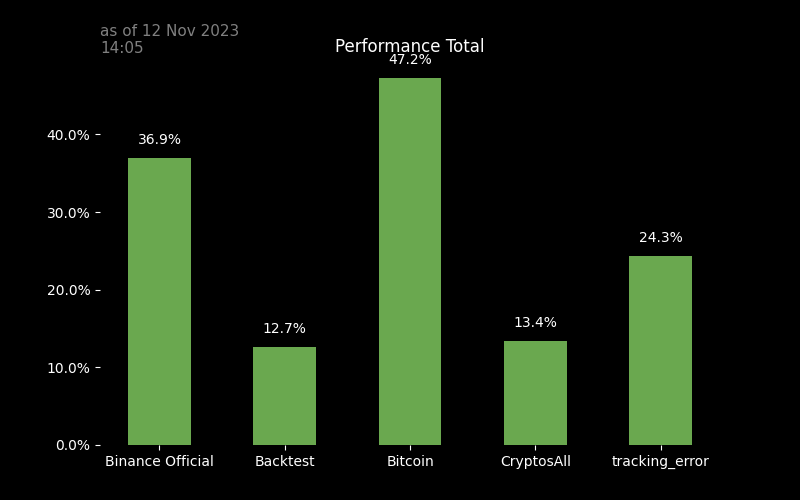 as of 12 Nov 2023
14:05
Performance Total
47.2%
36.9%
24.3%
13.4%
12.7%
40.0%
30.0%
20.0%
10.0%
0.0%
Binance Official
Backtest
Bitcoin
CryptosAll
tracking_error